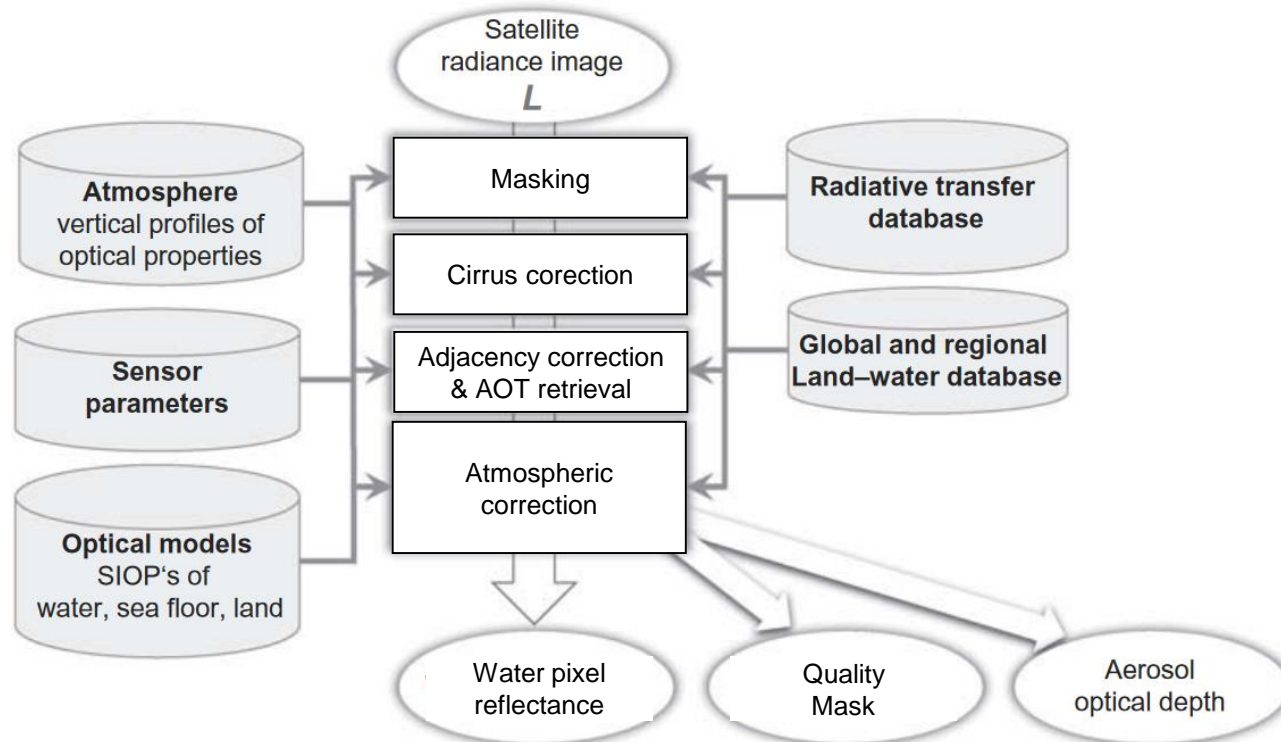 Satellite
radiance image
L
Masking
Cirrus corection
Adjacency correction
& AOT retrieval
Atmospheric
correction
Atmosphere
vertical profiles of
optical properties
Sensor
parameters
Optical models
SIOP‘s of
water, sea floor, land
Radiative transfer
database
Global and regional
Land–water database
Water pixel
reflectance
Quality
Mask
Aerosol
optical depth